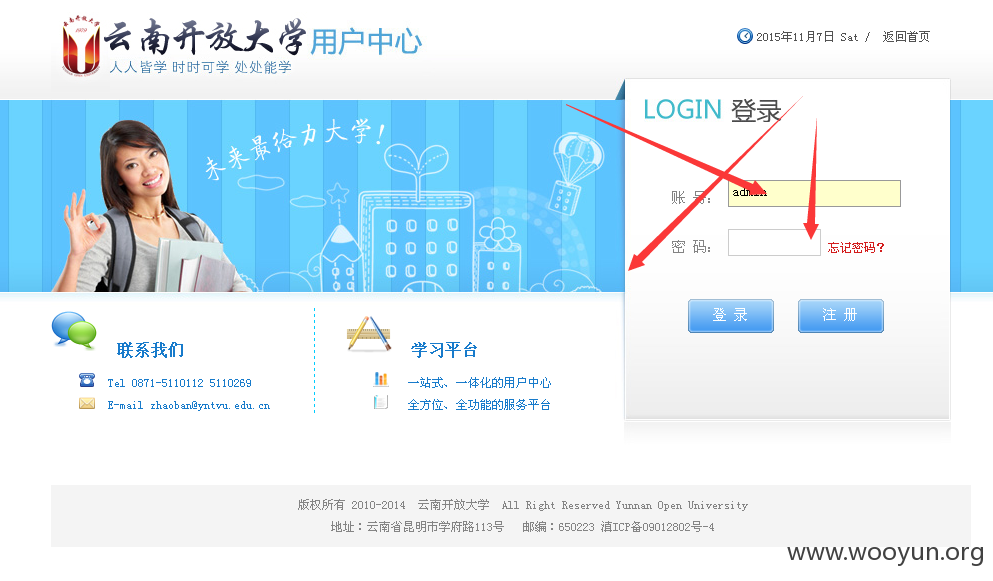 云南开放大学用户中心
人人皆学 时时可学 处处能学
2015年11月7日 Sat / 返回首页
未来最给力大学!
LOGIN 登录
账 号: admin
密 码: 忘记密码?
登 录 注 册
联系我们
Tel 0871-5110112 5110269
E-mail zhaoban@yntvu.edu.cn
学习平台
一站式、一体化的用户中心
全方位、全功能的服务平台
版权所有 2010-2014 云南开放大学 All Right Reserved Yunnan Open University
地址:云南省昆明市学府路113号 邮编:650223 滇ICP备09012802号-4
www.wooyun.org